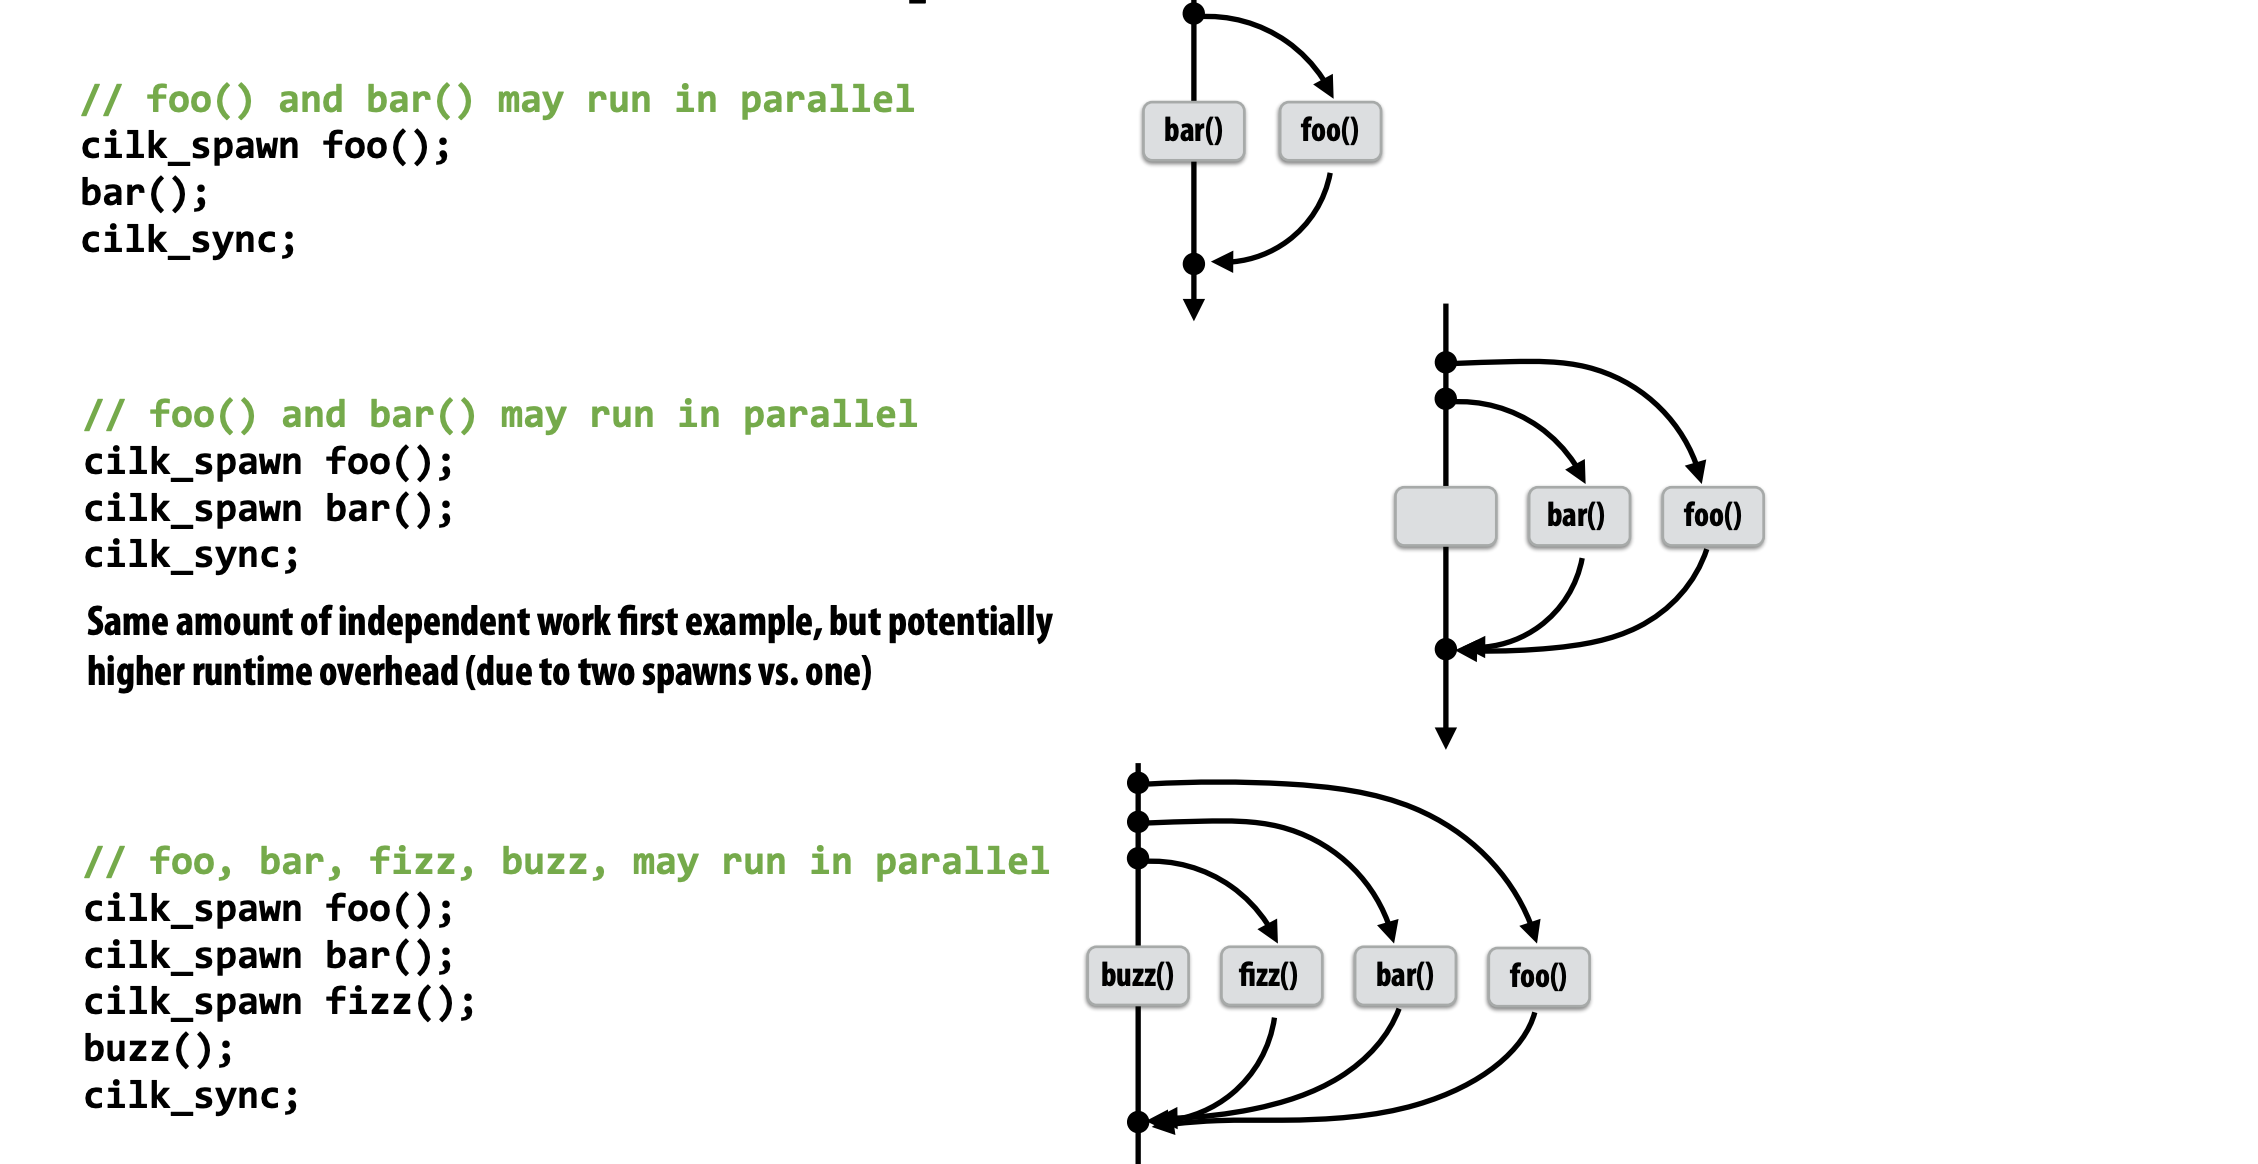 // foo() and bar() may run in parallel
cilk_spawn foo();
bar();
cilk_sync;
bar()
foo()
// foo() and bar() may run in parallel
cilk_spawn foo();
cilk_spawn bar();
cilk_sync;
Same amount of independent work first example, but potentially
higher runtime overhead (due to two spawns vs. one)
bar()
foo()
// foo, bar, fizz, buzz, may run in parallel
cilk_spawn foo();
cilk_spawn bar();
cilk_spawn fizz();
buzz();
cilk_sync;
buzz()
fizz()
bar()
foo()